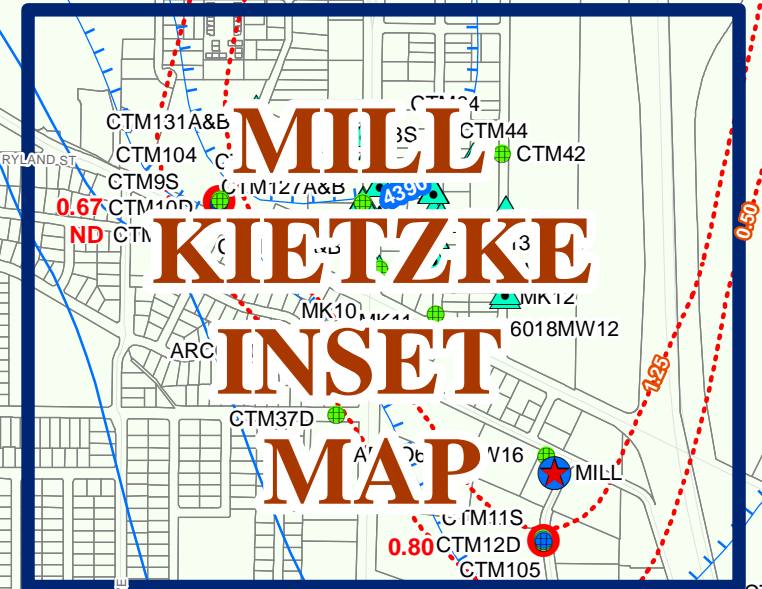 CTM131A&B
MILL
CTM44
CTM42
RYLAND ST
CTM104
CTM9S
CTM127A&B
4390
0.67 CTM10D
ND
KIETZKE
0.50
MK12
MK10
6018MW12
INSET
1.25
CTM37D
MAP
MILL
CTM11S
0.80 CTM12D
CTM105